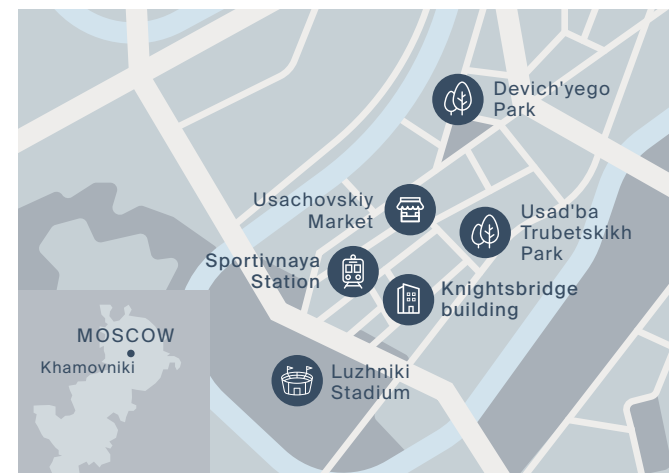 Devich'yego
Park
Usachovskiy
Market
Usad'ba
Trubetskikh
Park
Sportivnaya
Station
Knightsbridge
building
MOSCOW
Khamovniki
Luzhniki
Stadium